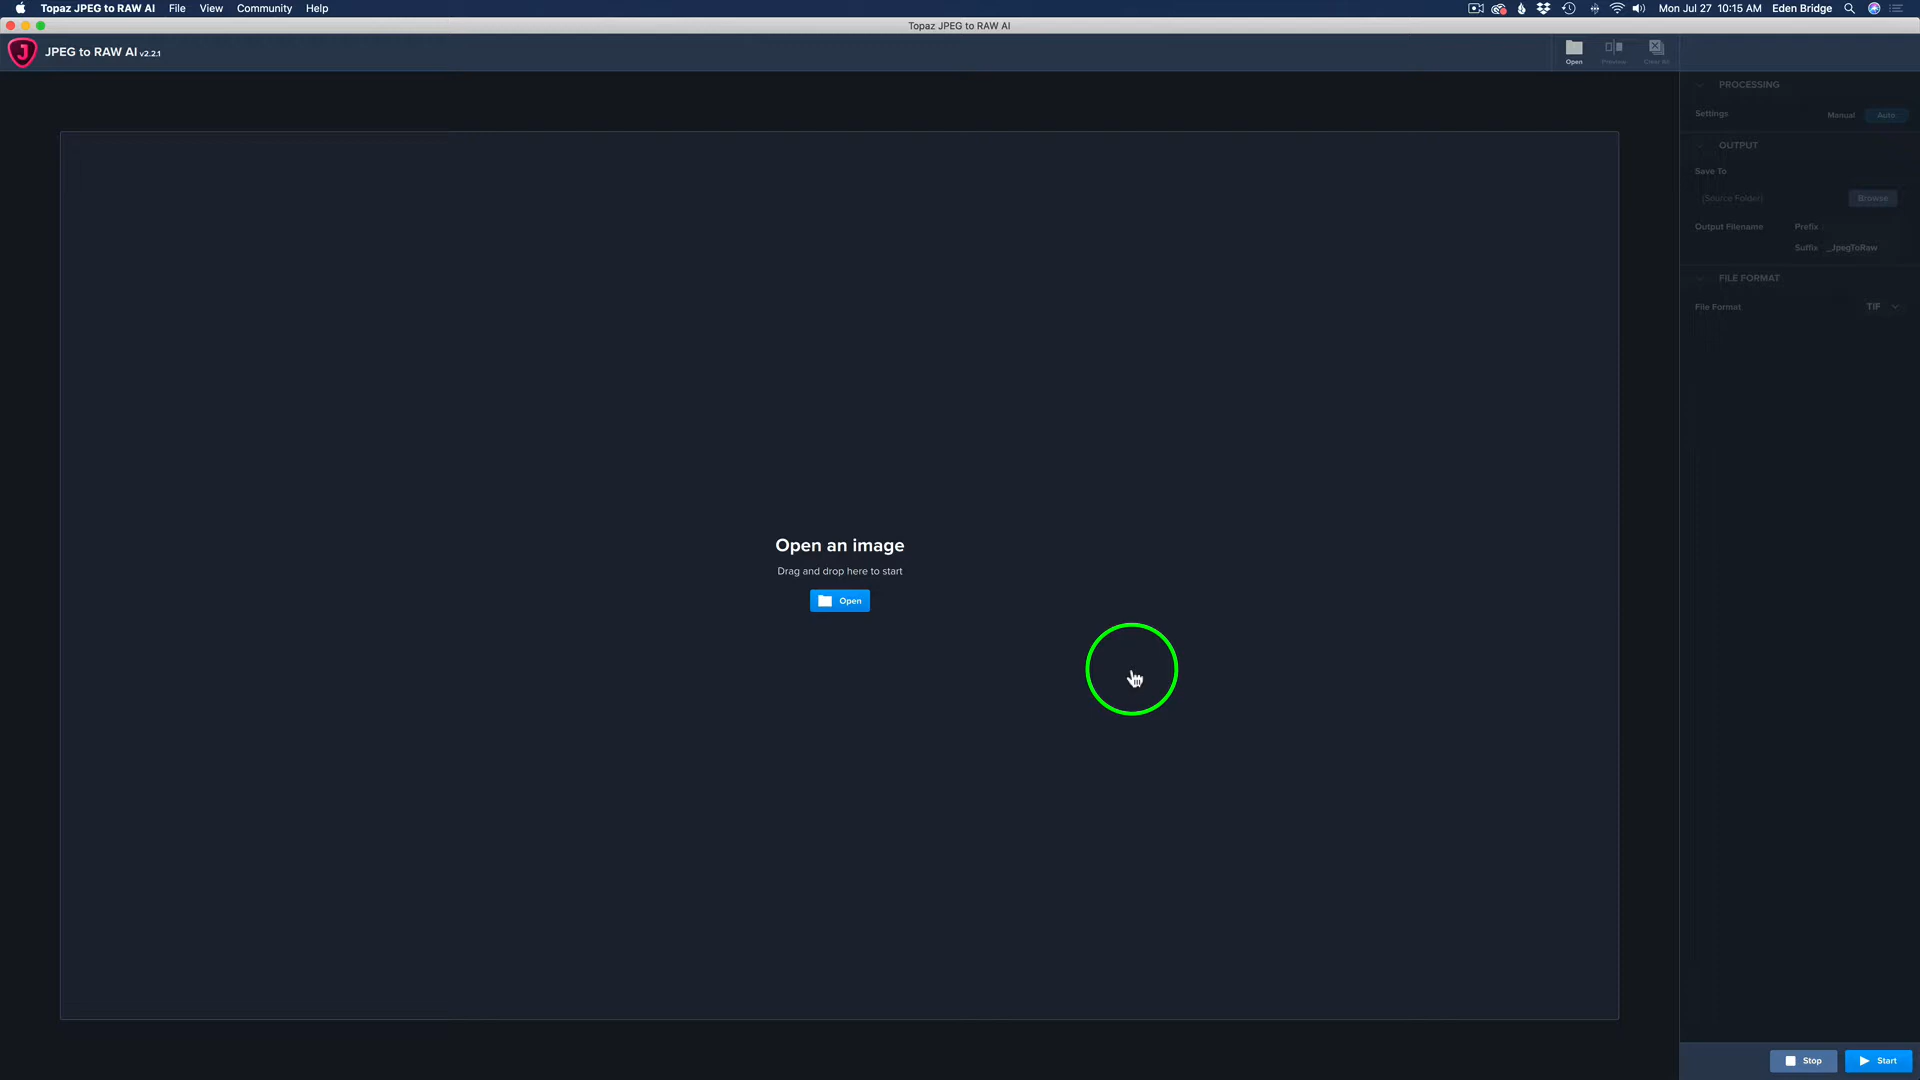 Topaz JPEG to RAW AI File View Community Help Mon Jul 27 10:15 AM Eden Bridge
Topaz JPEG to RAW AI
J JPEG to RAW AI v2.2.1
Open Preview Clear All
PROCESSING
Settings Manual Auto
OUTPUT
Save To
[Source Folder] Browse
Output Filename Prefix
Suffix _JpegToRaw
FILE FORMAT
File Format TIF
Open an image
Drag and drop here to start
Open
Stop Start